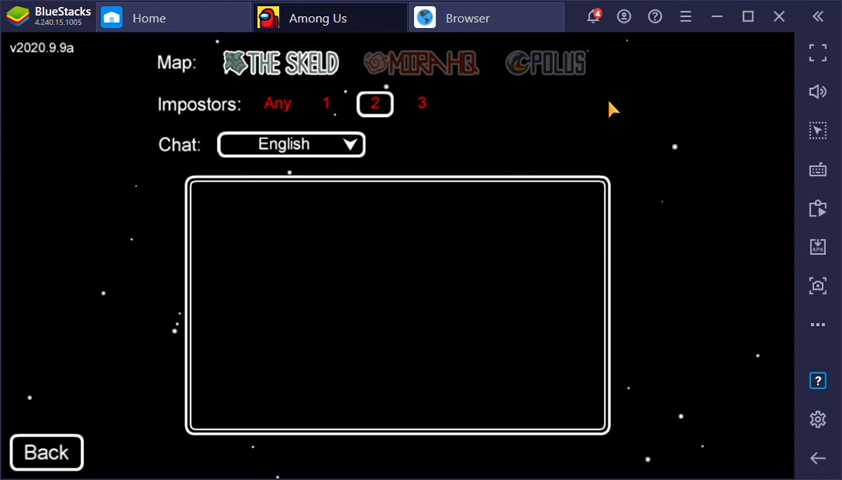 BlueStacks
4.240.15.1005
Home
Among Us
Browser
4
v2020.9.9a
Map: THE SKELD MIRA HQ POLUS
Impostors: Any 1 2 3
Chat: English
APK
?
Back